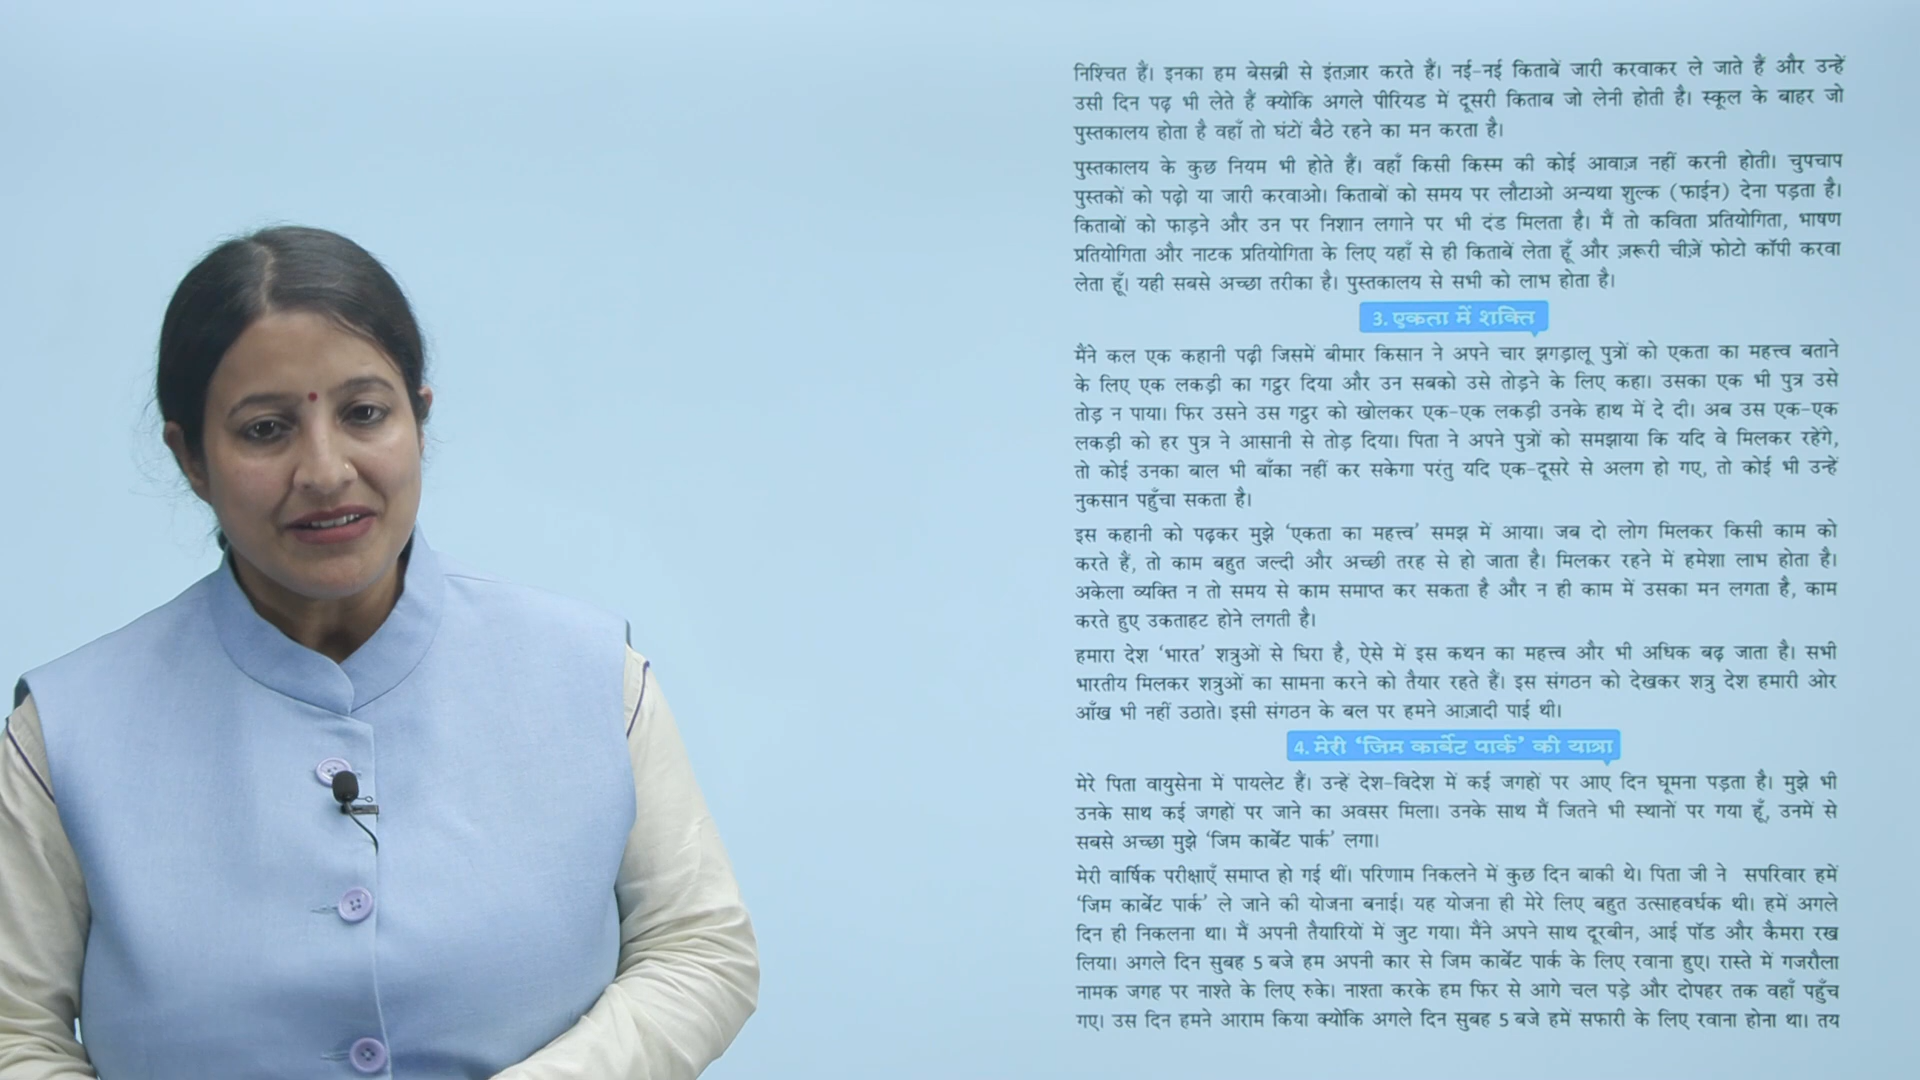 निश्चित हैं। इनका हम बेसब्री से इंतज़ार करते हैं। नई-नई किताबें जारी करवाकर ले जाते हैं और उन्हें
उसी दिन पढ़ भी लेते हैं क्योंकि अगले पीरियड में दूसरी किताब जो लेनी होती है। स्कूल के बाहर जो
पुस्तकालय होता है वहाँ तो घंटों बैठे रहने का मन करता है।
पुस्तकालय के कुछ नियम भी होते हैं। वहाँ किसी किस्म की कोई आवाज़ नहीं करनी होती। चुपचाप
पुस्तकों को पढ़ो या जारी करवाओ। किताबों को समय पर लौटाओ अन्यथा शुल्क (फाईन) देना पड़ता है।
किताबों को फाड़ने और उन पर निशान लगाने पर भी दंड मिलता है। मैं तो कविता प्रतियोगिता, भाषण
प्रतियोगिता और नाटक प्रतियोगिता के लिए यहाँ से ही किताबें लेता हूँ और ज़रूरी चीज़ें फोटो कॉपी करवा
लेता हूँ। यही सबसे अच्छा तरीका है। पुस्तकालय से सभी को लाभ होता है।
3. एकता में शक्ति
मैंने कल एक कहानी पढ़ी जिसमें बीमार किसान ने अपने चार झगड़ालू पुत्रों को एकता का महत्त्व बताने
के लिए एक लकड़ी का गट्ठर दिया और उन सबको उसे तोड़ने के लिए कहा। उसका एक भी पुत्र उसे
तोड़ न पाया। फिर उसने उस गट्ठर को खोलकर एक-एक लकड़ी उनके हाथ में दे दी। अब उस एक-एक
लकड़ी को हर पुत्र ने आसानी से तोड़ दिया। पिता ने अपने पुत्रों को समझाया कि यदि वे मिलकर रहेंगे,
तो कोई उनका बाल भी बाँका नहीं कर सकेगा परंतु यदि एक-दूसरे से अलग हो गए, तो कोई भी उन्हें
नुकसान पहुँचा सकता है।
इस कहानी को पढ़कर मुझे ‘एकता का महत्त्व’ समझ में आया। जब दो लोग मिलकर किसी काम को
करते हैं, तो काम बहुत जल्दी और अच्छी तरह से हो जाता है। मिलकर रहने में हमेशा लाभ होता है।
अकेला व्यक्ति न तो समय से काम समाप्त कर सकता है और न ही काम में उसका मन लगता है, काम
करते हुए उकताहट होने लगती है।
हमारा देश ‘भारत’ शत्रुओं से घिरा है, ऐसे में इस कथन का महत्त्व और भी अधिक बढ़ जाता है। सभी
भारतीय मिलकर शत्रुओं का सामना करने को तैयार रहते हैं। इस संगठन को देखकर शत्रु देश हमारी ओर
आँख भी नहीं उठाते। इसी संगठन के बल पर हमने आज़ादी पाई थी।
4. मेरी ‘जिम कार्बेट पार्क’ की यात्रा
मेरे पिता वायुसेना में पायलेट हैं। उन्हें देश-विदेश में कई जगहों पर आए दिन घूमना पड़ता है। मुझे भी
उनके साथ कई जगहों पर जाने का अवसर मिला। उनके साथ मैं जितने भी स्थानों पर गया हूँ, उनमें से
सबसे अच्छा मुझे ‘जिम कार्बेट पार्क’ लगा।
मेरी वार्षिक परीक्षाएँ समाप्त हो गई थीं। परिणाम निकलने में कुछ दिन बाकी थे। पिता जी ने सपरिवार हमें
‘जिम कार्बेट पार्क’ ले जाने की योजना बनाई। यह योजना ही मेरे लिए बहुत उत्साहवर्धक थी। हमें अगले
दिन ही निकलना था। मैं अपनी तैयारियों में जुट गया। मैंने अपने साथ दूरबीन, आई पॉड और कैमरा रख
लिया। अगले दिन सुबह 5 बजे हम अपनी कार से जिम कार्बेट पार्क के लिए रवाना हुए। रास्ते में गजरौला
नामक जगह पर नाश्ते के लिए रुके। नाश्ता करके हम फिर से आगे चल पड़े और दोपहर तक वहाँ पहुँच
गए। उस दिन हमने आराम किया क्योंकि अगले दिन सुबह 5 बजे हमें सफारी के लिए रवाना होना था। तय